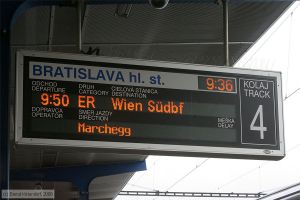 BRATISLAVA hl. st. 9:36
ODCHOD DRUH CIEĽOVÁ STANICA KOĽAJ
DEPARTURE CATEGORY DESTINATION TRACK
9:50 ER Wien Südbf 4
DOPRAVCA SMER JAZDY MEŠKÁ
OPERATOR DIRECTION DELAY
Marchegg